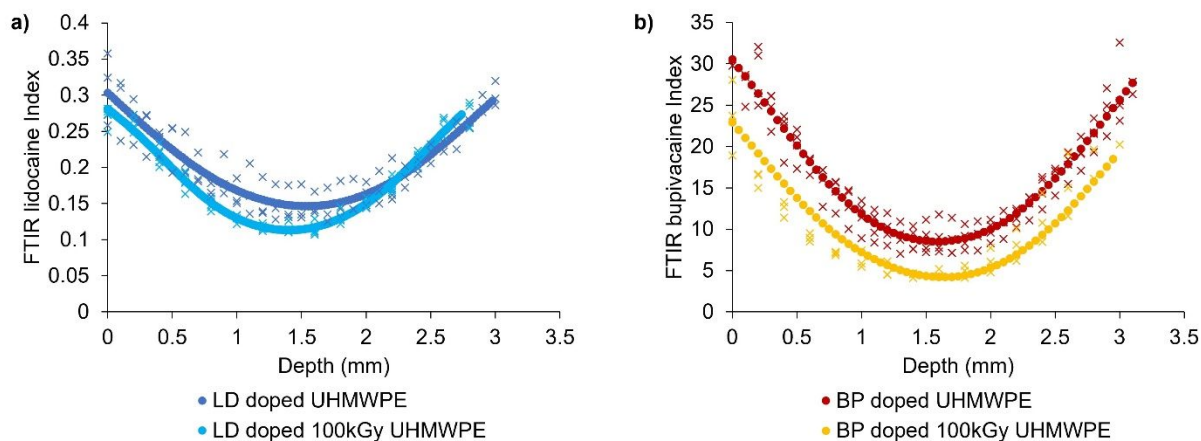 a)
FTIR lidocaine Index
0.4
0.35
0.3
0.25
0.2
0.15
0.1
0.05
0
0 0.5 1 1.5 2 2.5 3 3.5
Depth (mm)
LD doped UHMWPE
LD doped 100kGy UHMWPE
b)
FTIR bupivacaine Index
35
30
25
20
15
10
5
0
0 0.5 1 1.5 2 2.5 3 3.5
Depth (mm)
BP doped UHMWPE
BP doped 100kGy UHMWPE